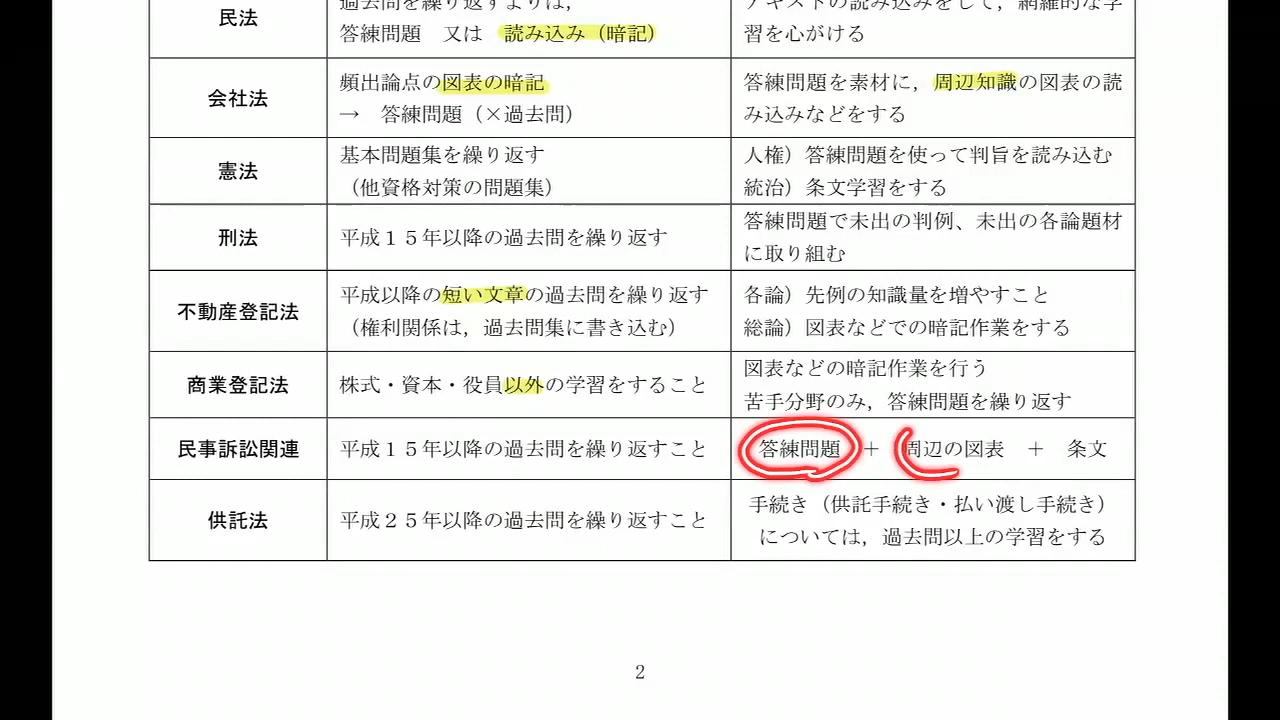 民法
過去問を繰り返すよりは，
答練問題　又は　読み込み（暗記）
テキストの読み込みをして，網羅的な学
習を心がける
会社法
頻出論点の図表の暗記
→　答練問題（×過去問）
答練問題を素材に，周辺知識の図表の読
み込みなどをする
憲法
基本問題集を繰り返す
（他資格対策の問題集）
人権）答練問題を使って判旨を読み込む
統治）条文学習をする
刑法
平成１５年以降の過去問を繰り返す
答練問題で未出の判例、未出の各論題材
に取り組む
不動産登記法
平成以降の短い文章の過去問を繰り返す
（権利関係は，過去問集に書き込む）
各論）先例の知識量を増やすこと
総論）図表などでの暗記作業をする
商業登記法
株式・資本・役員以外の学習をすること
図表などの暗記作業を行う
苦手分野のみ，答練問題を繰り返す
民事訴訟関連
平成１５年以降の過去問を繰り返すこと
答練問題　＋　周辺の図表　＋　条文
供託法
平成２５年以降の過去問を繰り返すこと
手続き（供託手続き・払い渡し手続き）
については，過去問以上の学習をする
2